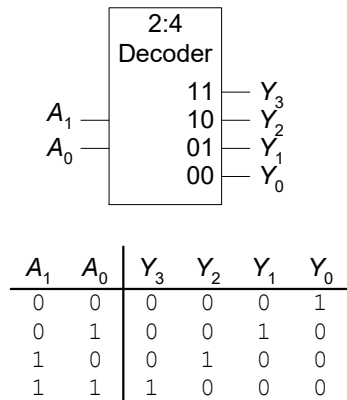 2:4
Decoder
11 Y3
A1 10 Y2
A0 01 Y1
00 Y0
A1 A0 Y3 Y2 Y1 Y0
0 0 0 0 0 1
0 1 0 0 1 0
1 0 0 1 0 0
1 1 1 0 0 0